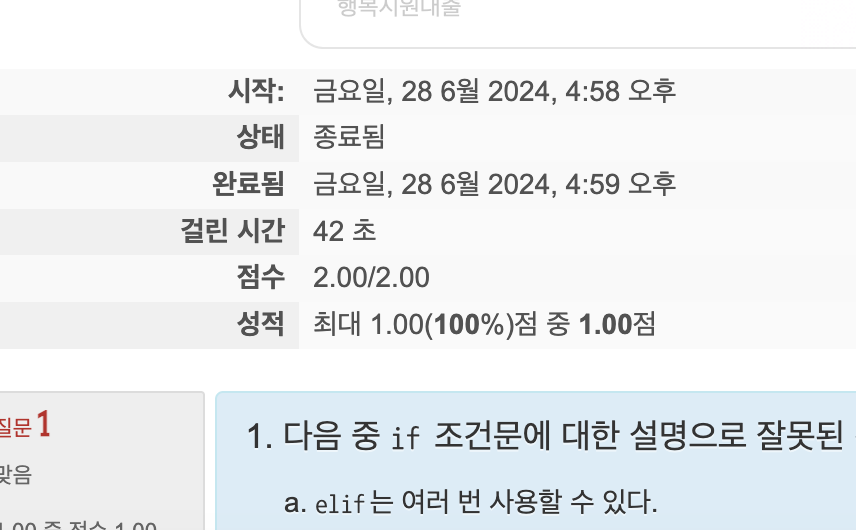 행복지원대출
시작: 금요일, 28 6월 2024, 4:58 오후
상태 종료됨
완료됨 금요일, 28 6월 2024, 4:59 오후
걸린 시간 42 초
점수 2.00/2.00
성적 최대 1.00(100%)점 중 1.00점
질문 1
맞음
1.00 중 점수 1.00
1. 다음 중 if 조건문에 대한 설명으로 잘못된
a. elif는 여러 번 사용할 수 있다.